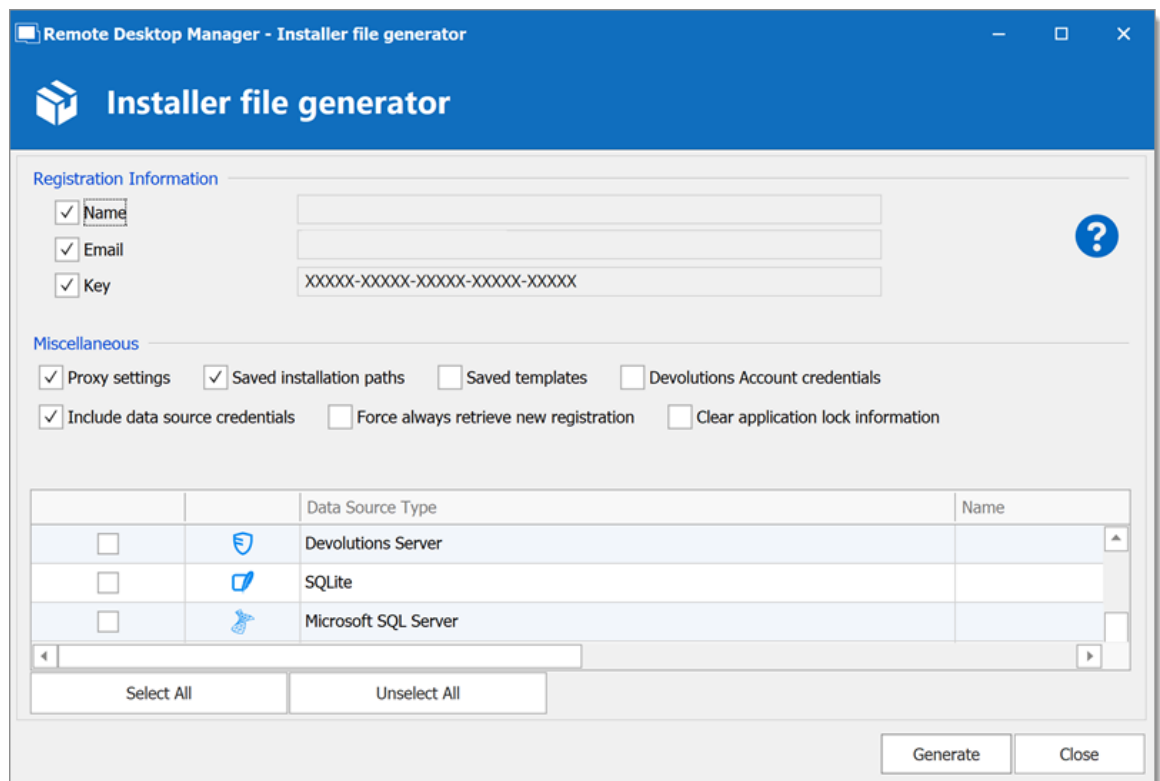 Remote Desktop Manager - Installer file generator
Installer file generator
Registration Information
Name
Email
Key XXXXX-XXXXX-XXXXX-XXXXX-XXXXX
Miscellaneous
Proxy settings Saved installation paths Saved templates Devolutions Account credentials
Include data source credentials Force always retrieve new registration Clear application lock information
Data Source Type Name
Devolutions Server
SQLite
Microsoft SQL Server
Select All Unselect All
Generate Close